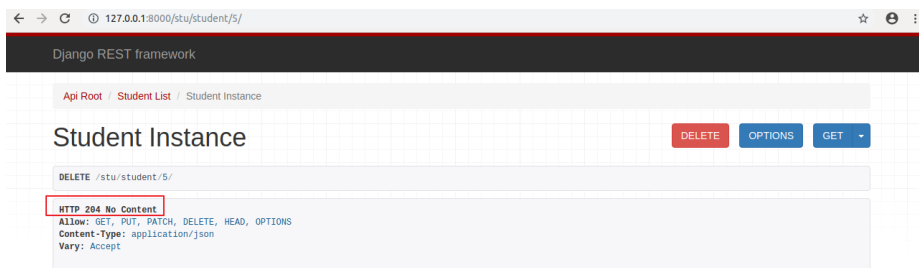 127.0.0.1:8000/stu/student/5/
Django REST framework
Api Root / Student List / Student Instance
Student Instance
DELETE
OPTIONS
GET
DELETE /stu/student/5/
HTTP 204 No Content
Allow: GET, PUT, PATCH, DELETE, HEAD, OPTIONS
Content-Type: application/json
Vary: Accept